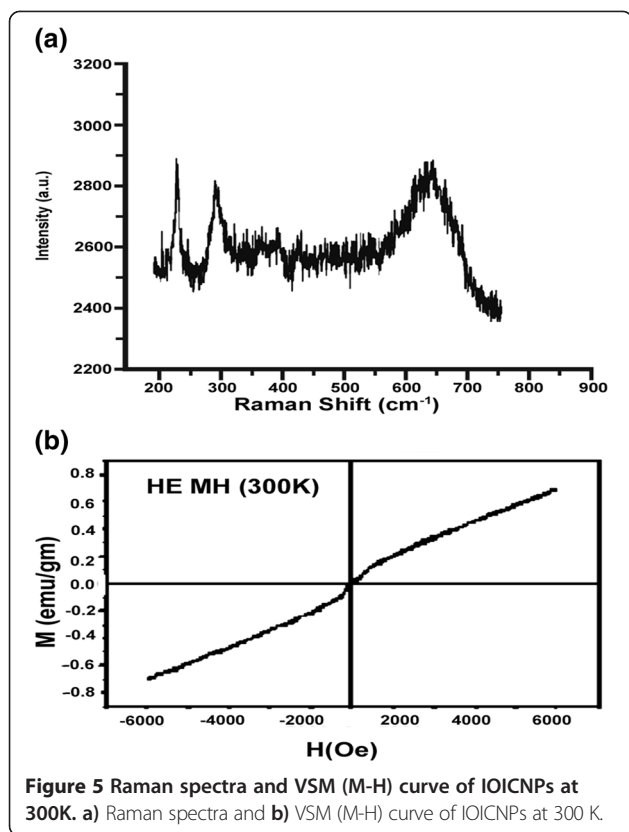 (a)
3200
3000
2800
2600
2400
2200
Intensity (a.u.)
200 300 400 500 600 700 800 900
Raman Shift (cm⁻¹)
(b)
HE MH (300K)
0.8
0.6
0.4
0.2
0.0
-0.2
-0.4
-0.6
-0.8
M (emu/gm)
-6000 -4000 -2000 2000 4000 6000
H(Oe)
Figure 5 Raman spectra and VSM (M-H) curve of IOICNPs at
300K. a) Raman spectra and b) VSM (M-H) curve of IOICNPs at 300 K.